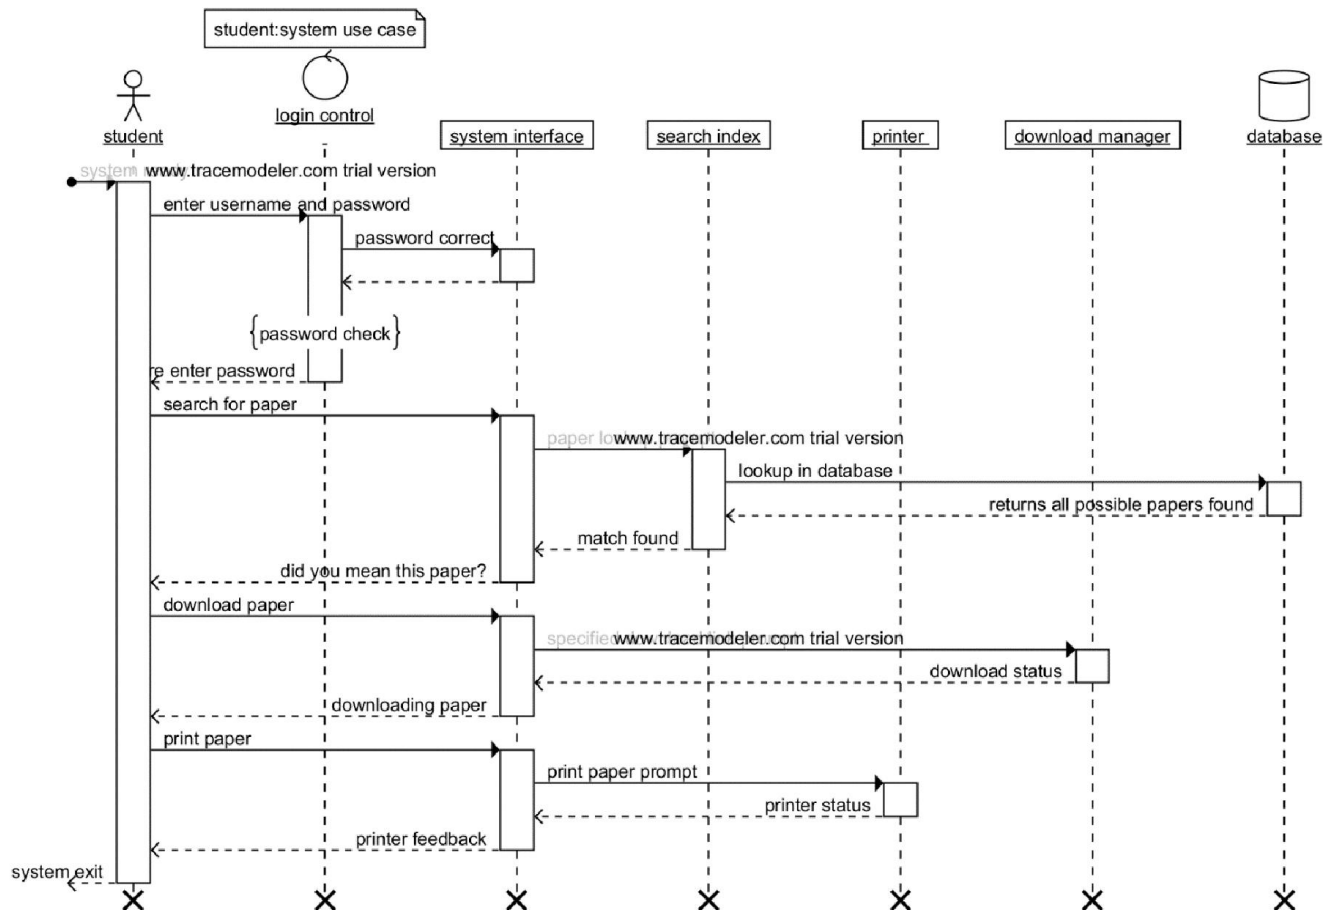 student:system use case
student
login control
system interface
search index
printer
download manager
database
system www.tracemodeler.com trial version
enter username and password
password correct
{password check}
re enter password
search for paper
paper www.tracemodeler.com trial version
lookup in database
returns all possible papers found
match found
did you mean this paper?
download paper
specified www.tracemodeler.com trial version
download status
downloading paper
print paper
print paper prompt
printer status
printer feedback
system exit